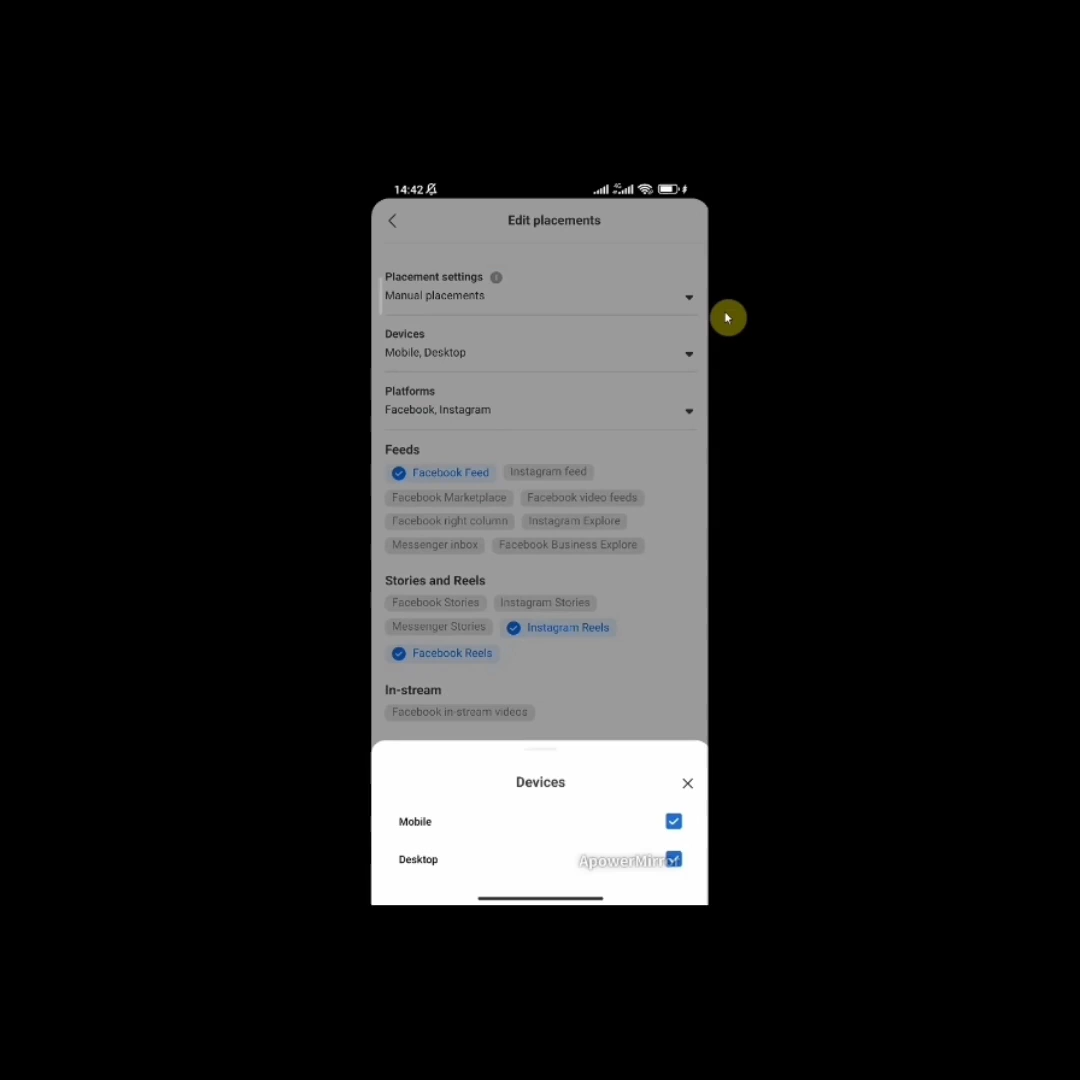 14:42
4G
Edit placements
Placement settings
Manual placements
Devices
Mobile, Desktop
Platforms
Facebook, Instagram
Feeds
Facebook Feed Instagram feed
Facebook Marketplace Facebook video feeds
Facebook right column Instagram Explore
Messenger inbox Facebook Business Explore
Stories and Reels
Facebook Stories Instagram Stories
Messenger Stories Instagram Reels
Facebook Reels
In-stream
Facebook in-stream videos
Devices
Mobile
Desktop
ApowerMirror